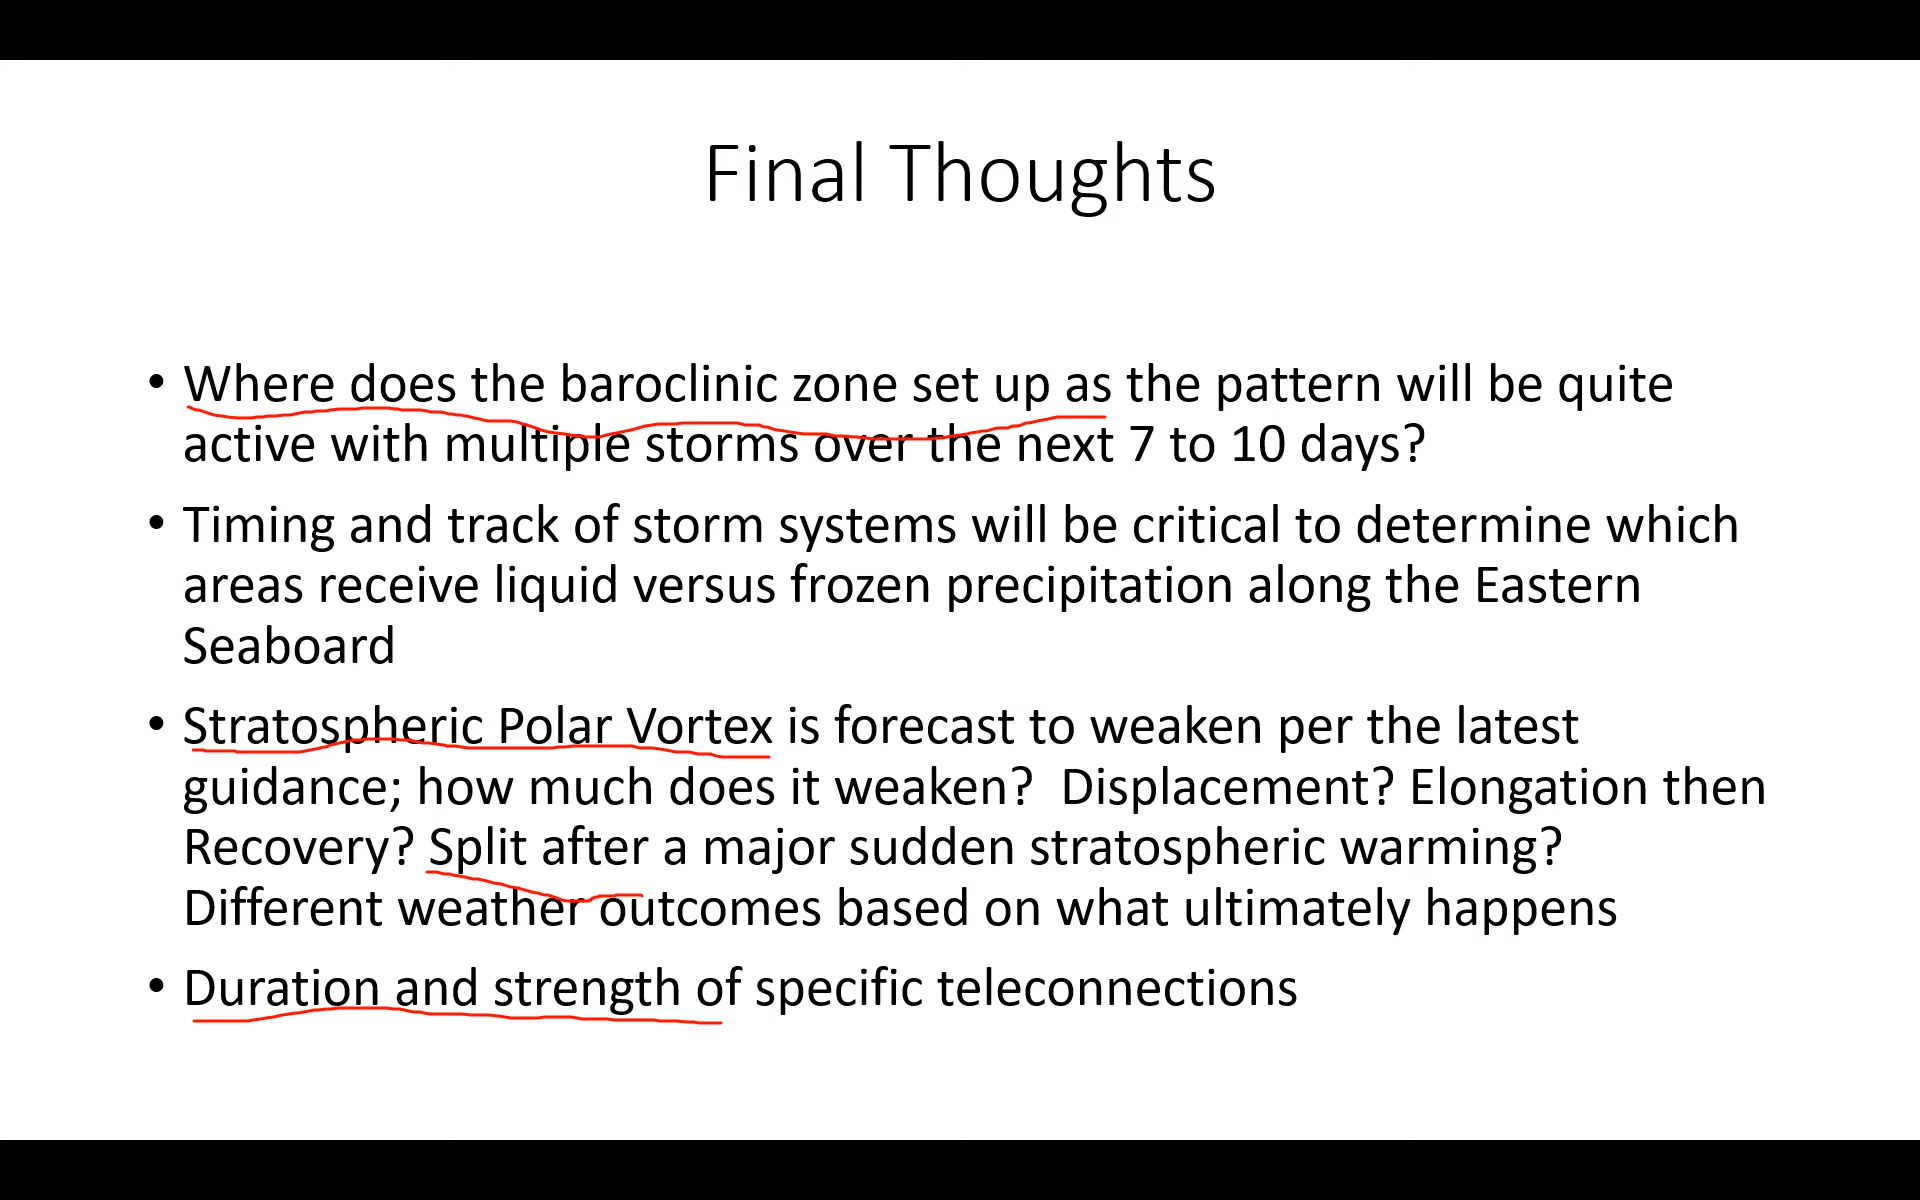 Final Thoughts
• Where does the baroclinic zone set up as the pattern will be quite
active with multiple storms over the next 7 to 10 days?
• Timing and track of storm systems will be critical to determine which
areas receive liquid versus frozen precipitation along the Eastern
Seaboard
• Stratospheric Polar Vortex is forecast to weaken per the latest
guidance; how much does it weaken?  Displacement? Elongation then
Recovery? Split after a major sudden stratospheric warming?
Different weather outcomes based on what ultimately happens
• Duration and strength of specific teleconnections